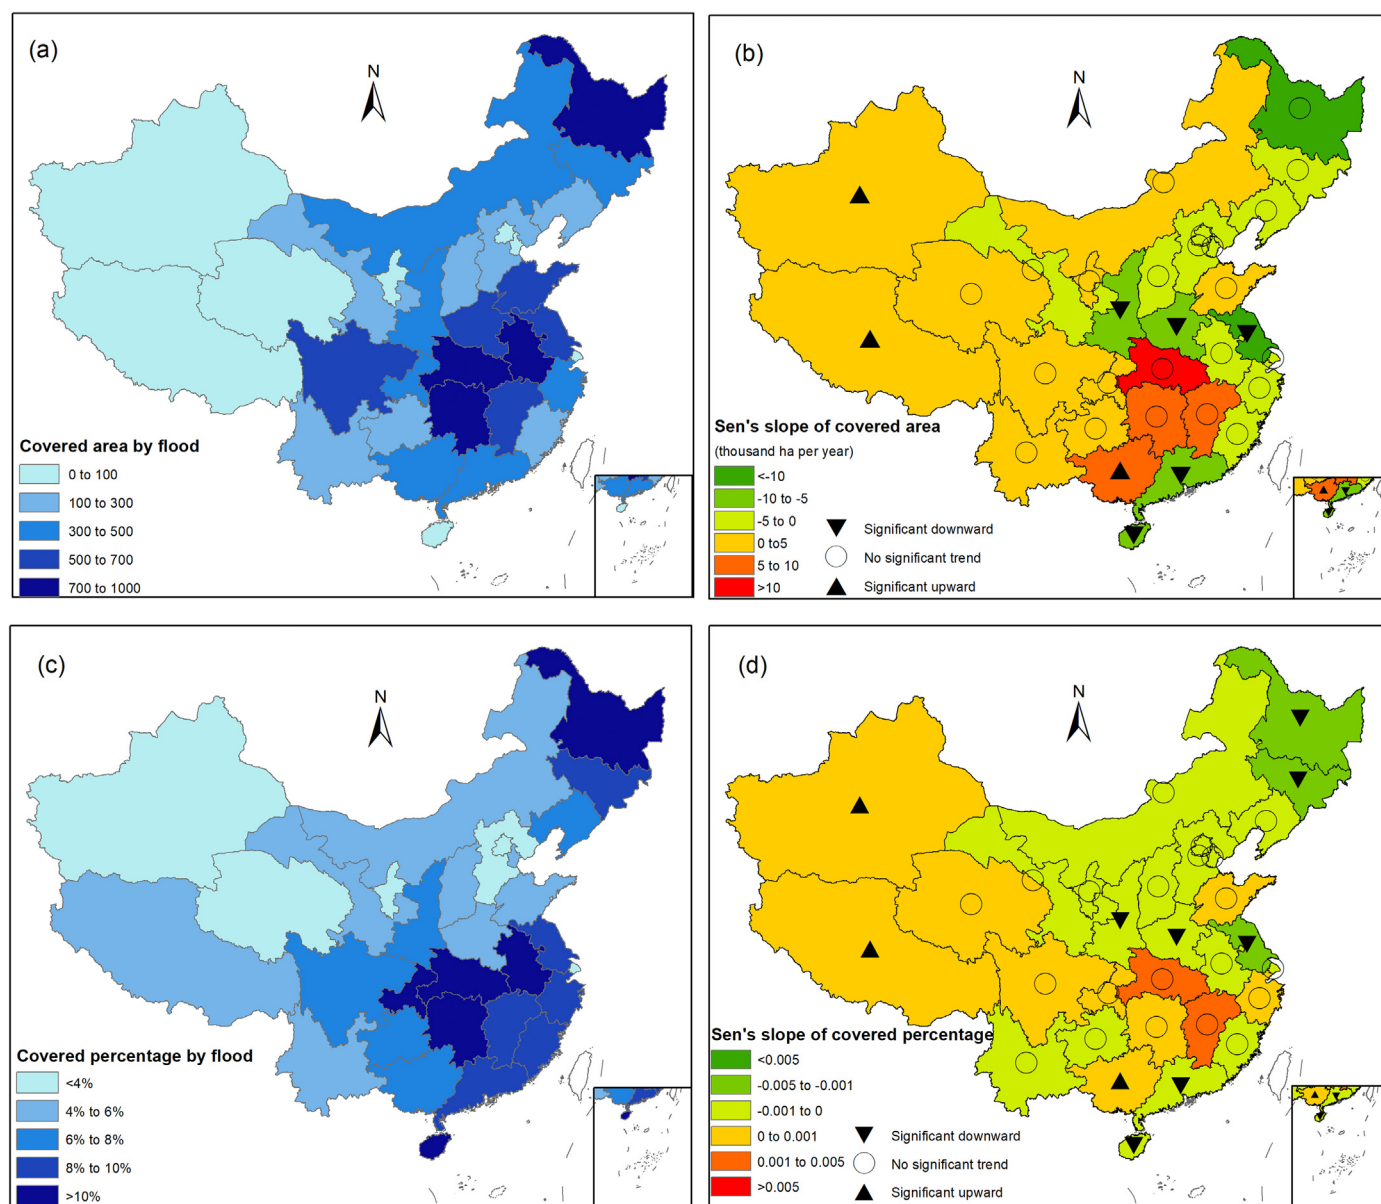 (a)
N
Covered area by flood
0 to 100
100 to 300
300 to 500
500 to 700
700 to 1000
(b)
N
Sen's slope of covered area
(thousand ha per year)
<-10
-10 to -5
-5 to 0
0 to5
5 to 10
>10
Significant downward
No significant trend
Significant upward
(c)
N
Covered percentage by flood
<4%
4% to 6%
6% to 8%
8% to 10%
>10%
(d)
N
Sen's slope of covered percentage
<0.005
-0.005 to -0.001
-0.001 to 0
0 to 0.001
0.001 to 0.005
>0.005
Significant downward
No significant trend
Significant upward